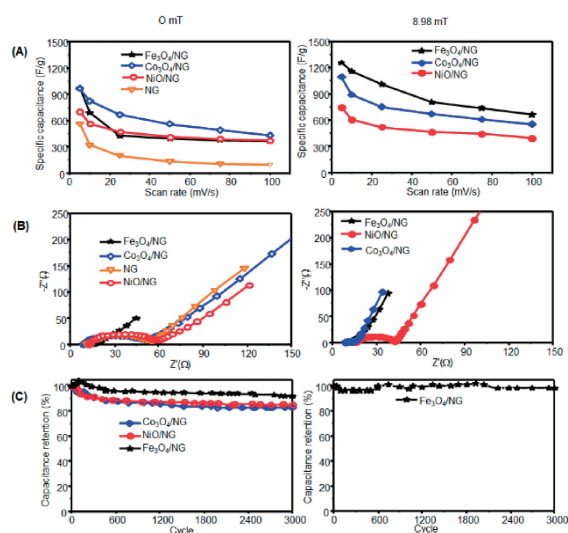 O mT
8.98 mT
(A)
Specific capacitance (F/g)
1500
1200
900
600
300
0
0 20 40 60 80 100
Scan rate (mV/s)
Fe3O4/NG
Co3O4/NG
NiO/NG
NG
Specific capacitance (F/g)
1500
1200
900
600
300
0
0 20 40 60 80 100
Scan rate (mV/s)
Fe3O4/NG
Co3O4/NG
NiO/NG
(B)
-Z''Ω
250
200
150
100
50
0
0 30 60 90 120 150
Z'(Ω)
Fe3O4/NG
Co3O4/NG
NG
NiO/NG
-Z''Ω
250
200
150
100
50
0
0 30 60 90 120 150
Z'(Ω)
Fe3O4/NG
NiO/NG
Co3O4/NG
(C)
Capacitance retention (%)
100
80
60
40
20
0
0 600 1200 1800 2400 3000
Cycle
Co3O4/NG
NiO/NG
Fe3O4/NG
Capacitance retention (%)
100
80
60
40
20
0
0 600 1200 1800 2400 3000
Cycle
Fe3O4/NG